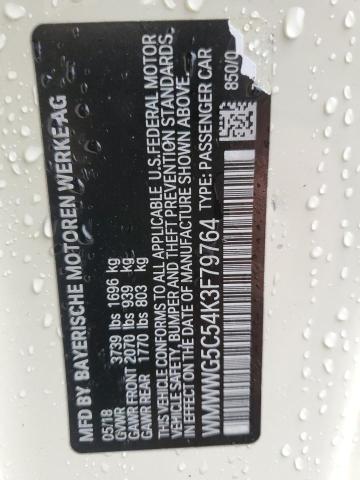 MFD BY BAYERISCHE MOTOREN WERKE AG
05/18 3739 lbs 1696 kg
GVWR
GAWR FRONT 2070 lbs 939 kg
GAWR REAR 1770 lbs 803 kg
THIS VEHICLE CONFORMS TO ALL APPLICABLE U.S. FEDERAL MOTOR
VEHICLE SAFETY, BUMPER AND THEFT PREVENTION STANDARDS
IN EFFECT ON THE DATE OF MANUFACTURE SHOWN ABOVE.
WMWWG5C54K3F79764 TYPE: PASSENGER CAR
850/0